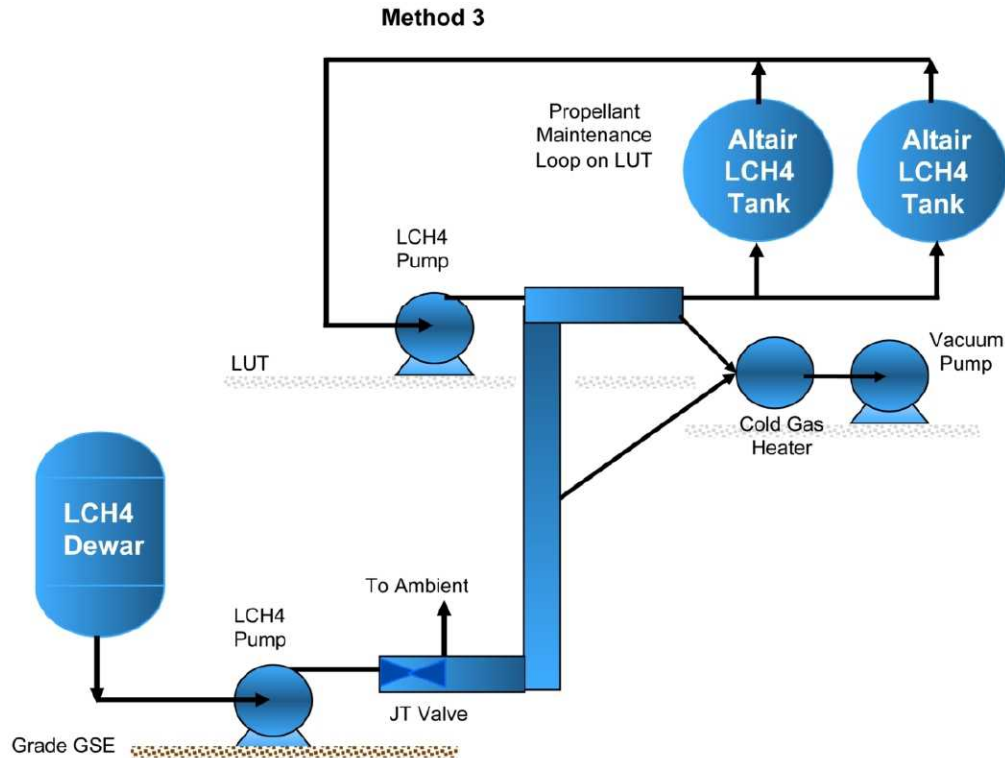 Method 3
Propellant
Maintenance
Loop on LUT
Altair
LCH4
Tank
Altair
LCH4
Tank
LCH4
Pump
LUT
Vacuum
Pump
Cold Gas
Heater
LCH4
Dewar
To Ambient
LCH4
Pump
JT Valve
Grade GSE